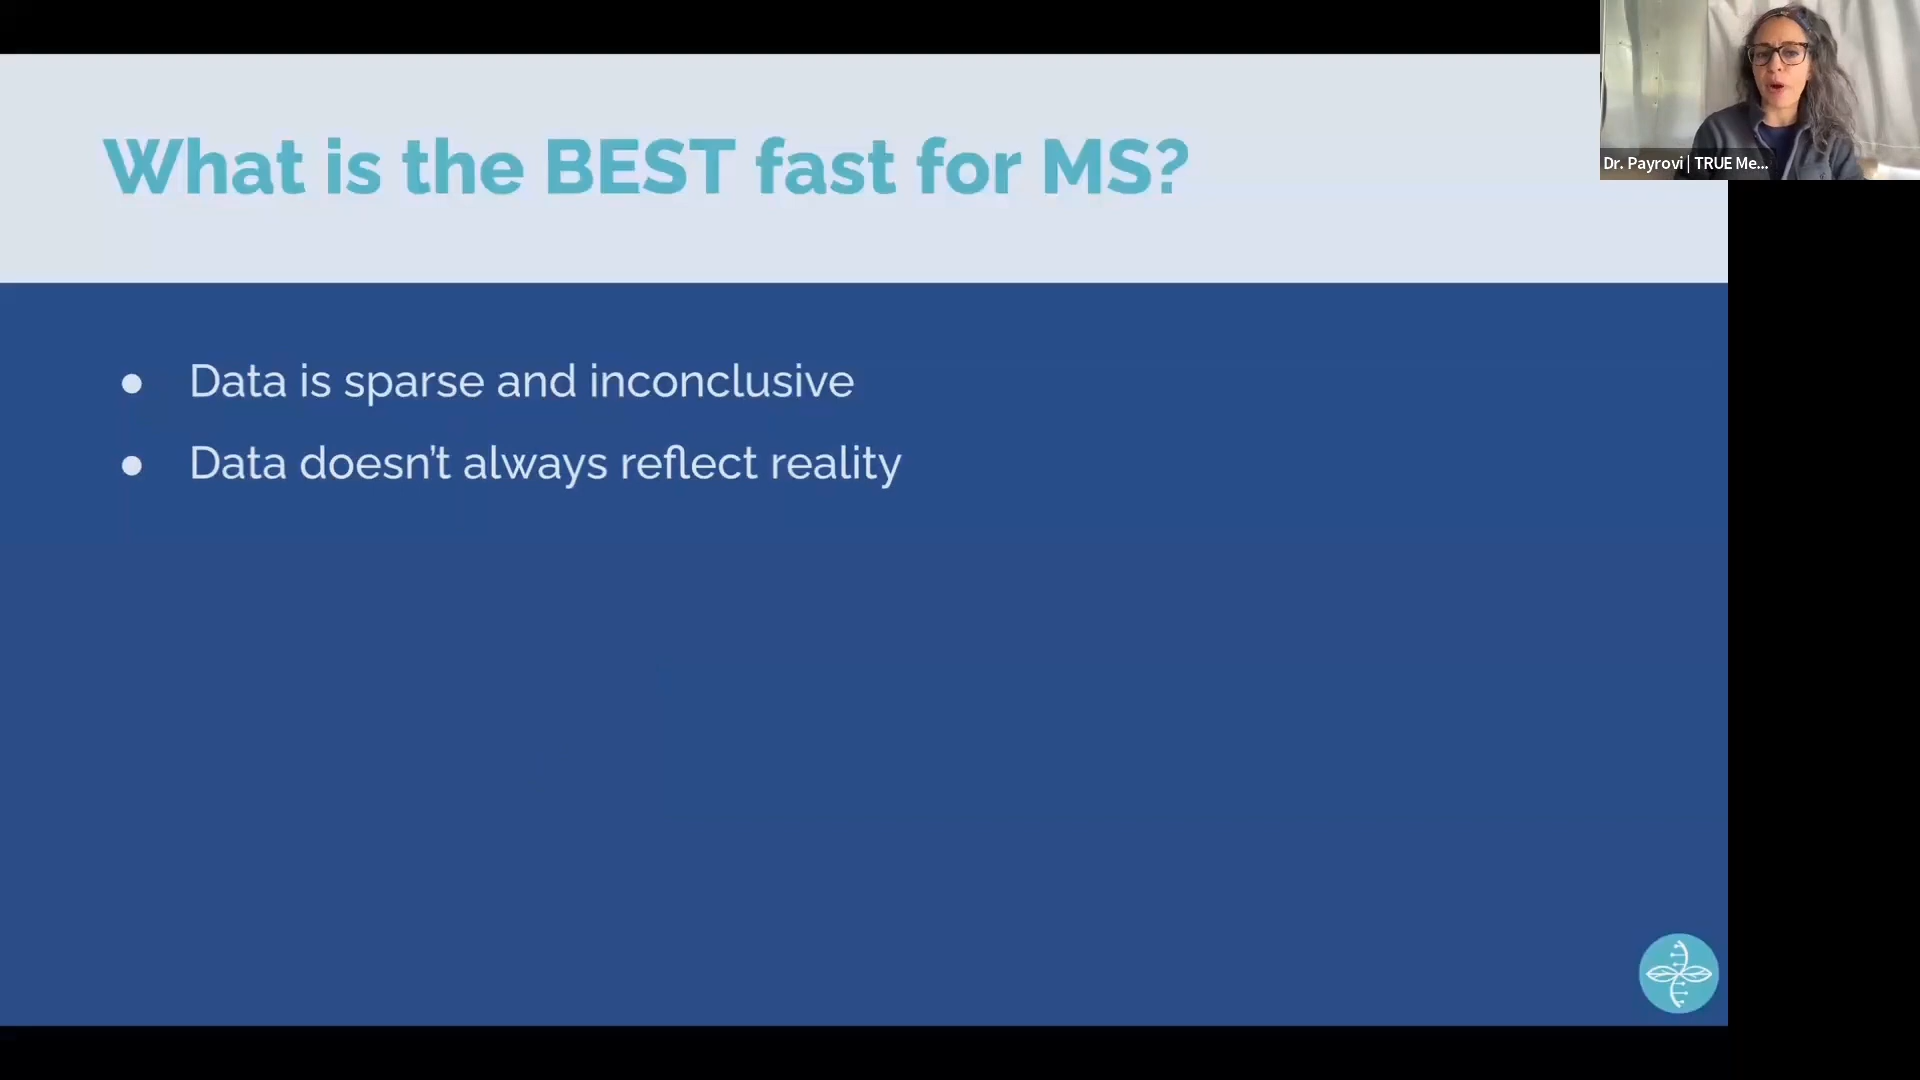 What is the BEST fast for MS?
Dr. Payrovi | TRUE Me...
● Data is sparse and inconclusive
● Data doesn't always reflect reality